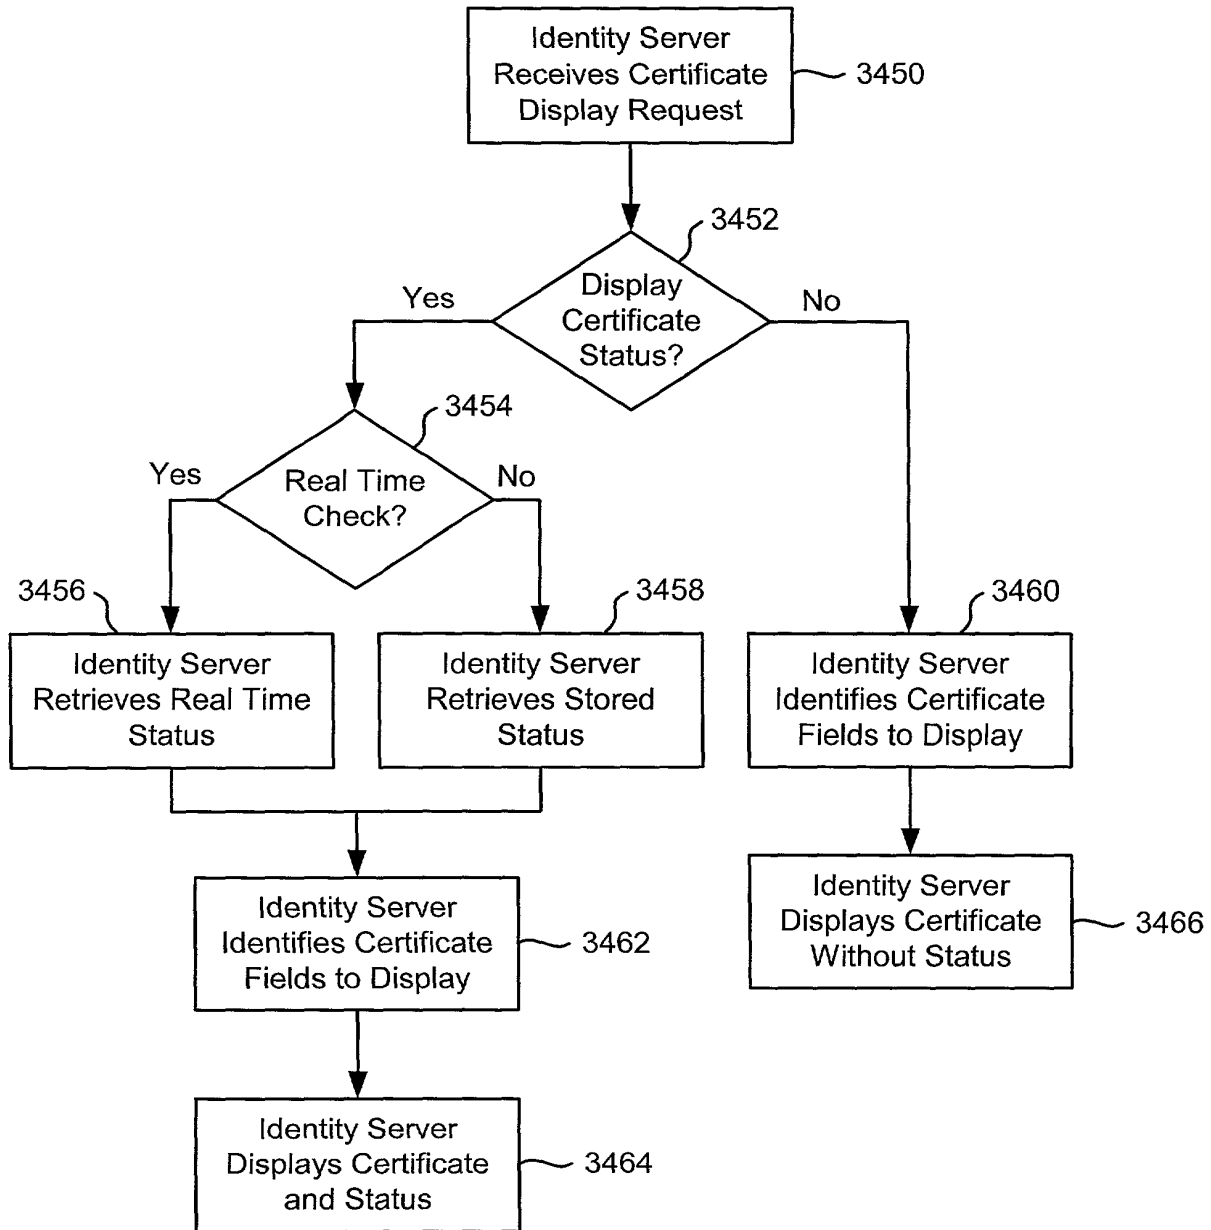 Identity Server
Receives Certificate
Display Request
3450
3452
Display
Certificate
Status?
Yes
No
3454
Real Time
Check?
Yes
No
3456
Identity Server
Retrieves Real Time
Status
3458
Identity Server
Retrieves Stored
Status
3460
Identity Server
Identifies Certificate
Fields to Display
Identity Server
Identifies Certificate
Fields to Display
3462
Identity Server
Displays Certificate
Without Status
3466
Identity Server
Displays Certificate
and Status
3464